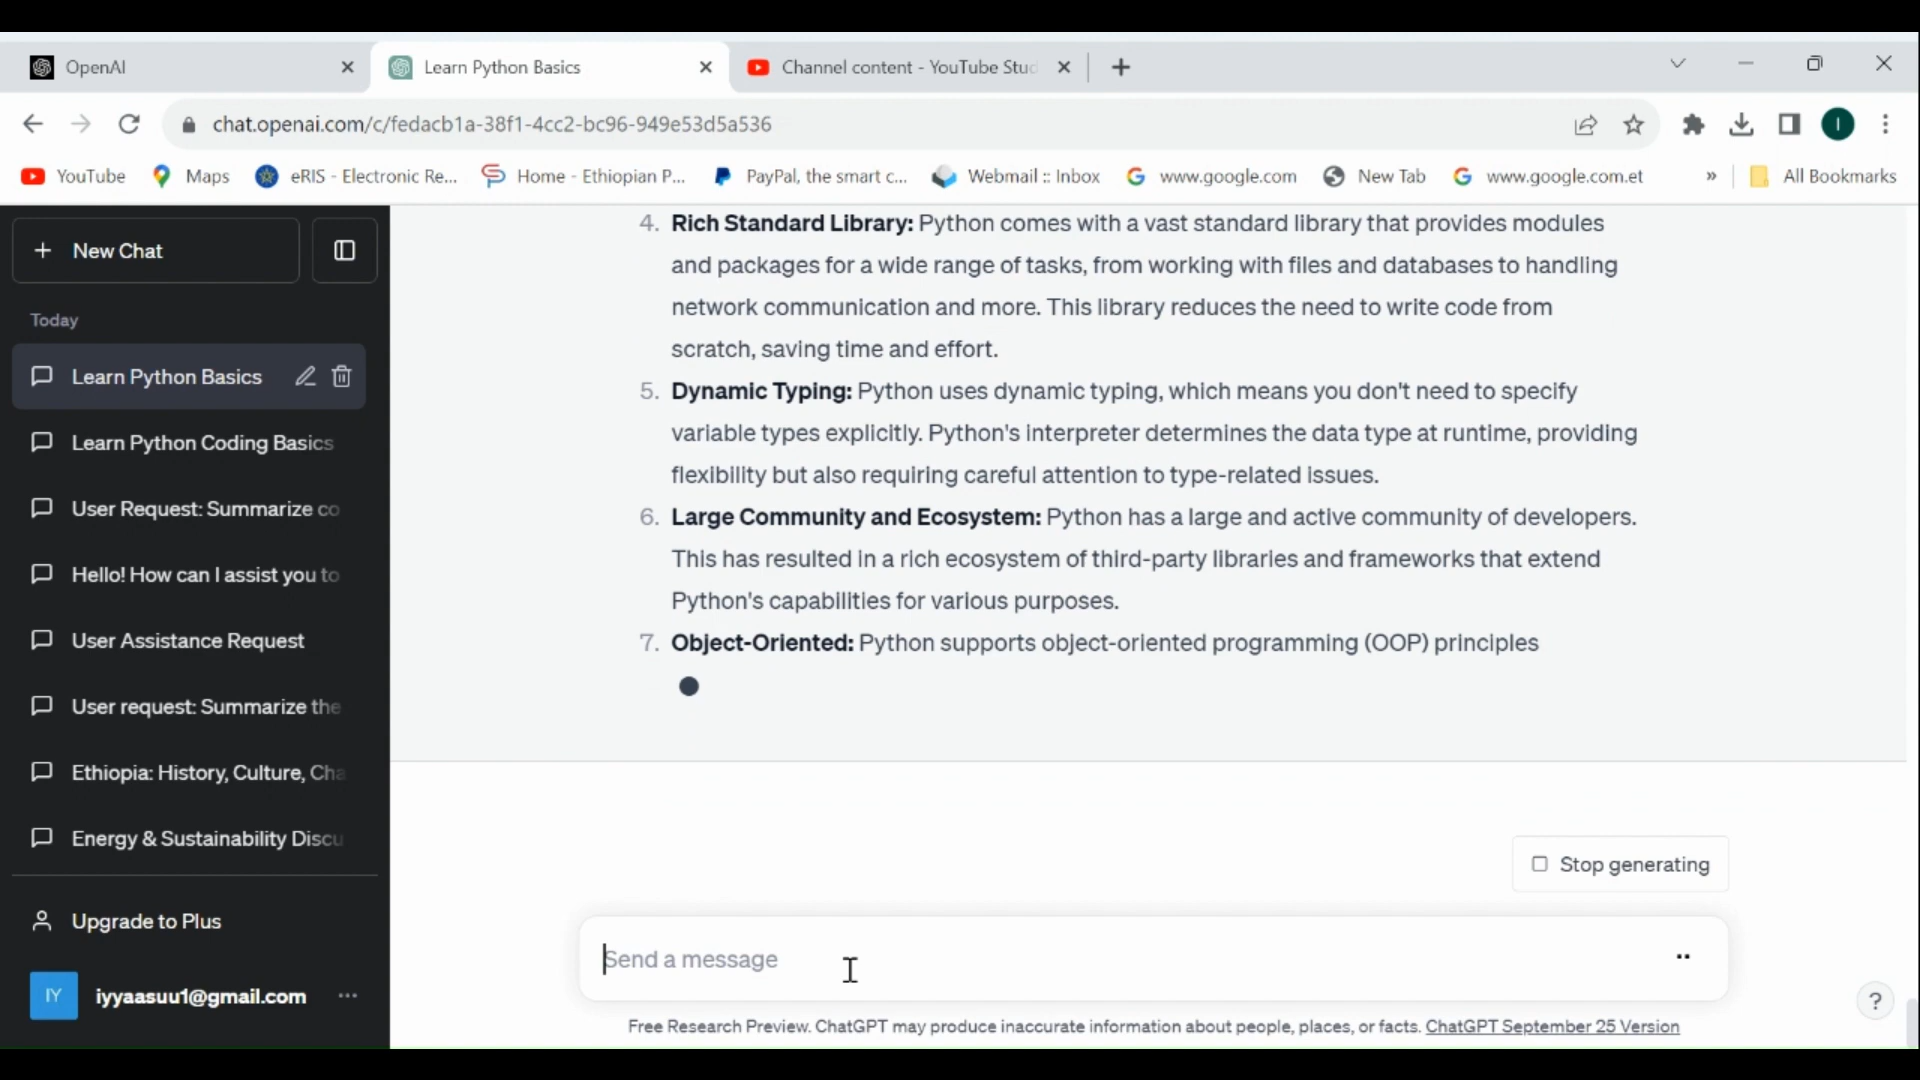 OpenAI
Learn Python Basics
Channel content - YouTube Stud
chat.openai.com/c/fedacb1a-38f1-4cc2-bc96-949e53d5a536
I
YouTube
Maps
eRIS - Electronic Re...
Home - Ethiopian P...
PayPal, the smart c...
Webmail :: Inbox
www.google.com
New Tab
www.google.com.et
»
All Bookmarks
+ New Chat
Today
Learn Python Basics
Learn Python Coding Basics
User Request: Summarize co
Hello! How can I assist you to
User Assistance Request
User request: Summarize the
Ethiopia: History, Culture, Cha
Energy & Sustainability Discu
Upgrade to Plus
IY
iyyaasuu1@gmail.com
4. Rich Standard Library: Python comes with a vast standard library that provides modules
and packages for a wide range of tasks, from working with files and databases to handling
network communication and more. This library reduces the need to write code from
scratch, saving time and effort.
5. Dynamic Typing: Python uses dynamic typing, which means you don't need to specify
variable types explicitly. Python's interpreter determines the data type at runtime, providing
flexibility but also requiring careful attention to type-related issues.
6. Large Community and Ecosystem: Python has a large and active community of developers.
This has resulted in a rich ecosystem of third-party libraries and frameworks that extend
Python's capabilities for various purposes.
7. Object-Oriented: Python supports object-oriented programming (OOP) principles
Stop generating
Send a message
?
Free Research Preview. ChatGPT may produce inaccurate information about people, places, or facts. ChatGPT September 25 Version